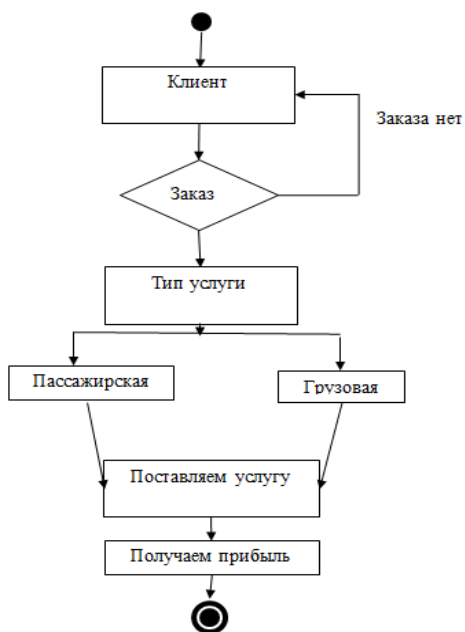 Клиент
Заказа нет
Заказ
Тип услуги
Пассажирская
Грузовая
Поставляем услугу
Получаем прибыль